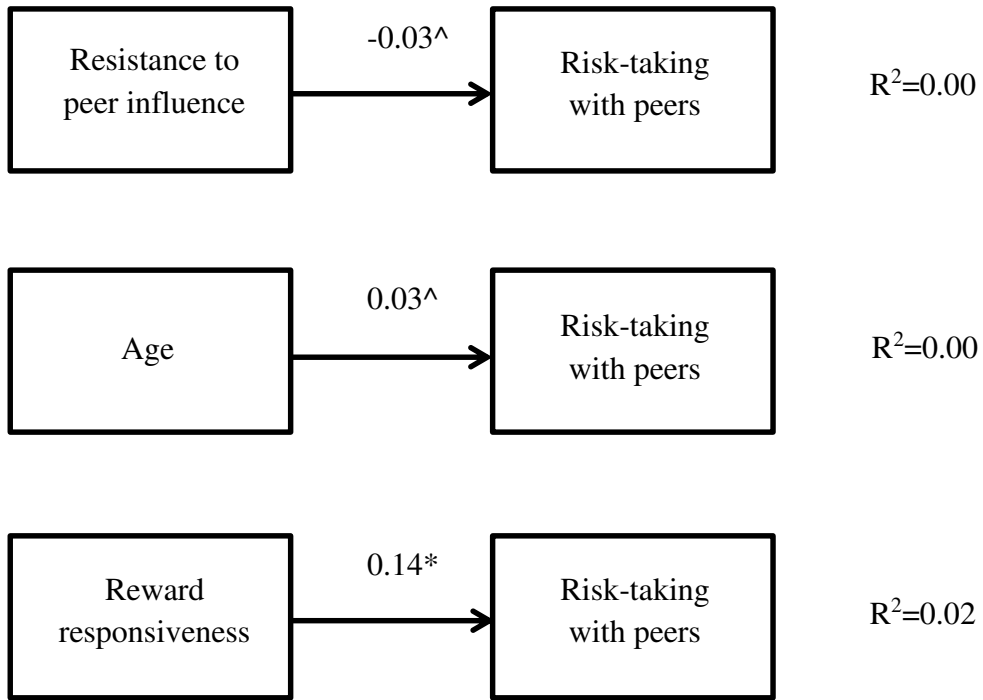 -0.03^
Resistance to
peer influence
Risk-taking
with peers
R²=0.00
0.03^
Age
Risk-taking
with peers
R²=0.00
0.14*
Reward
responsiveness
Risk-taking
with peers
R²=0.02